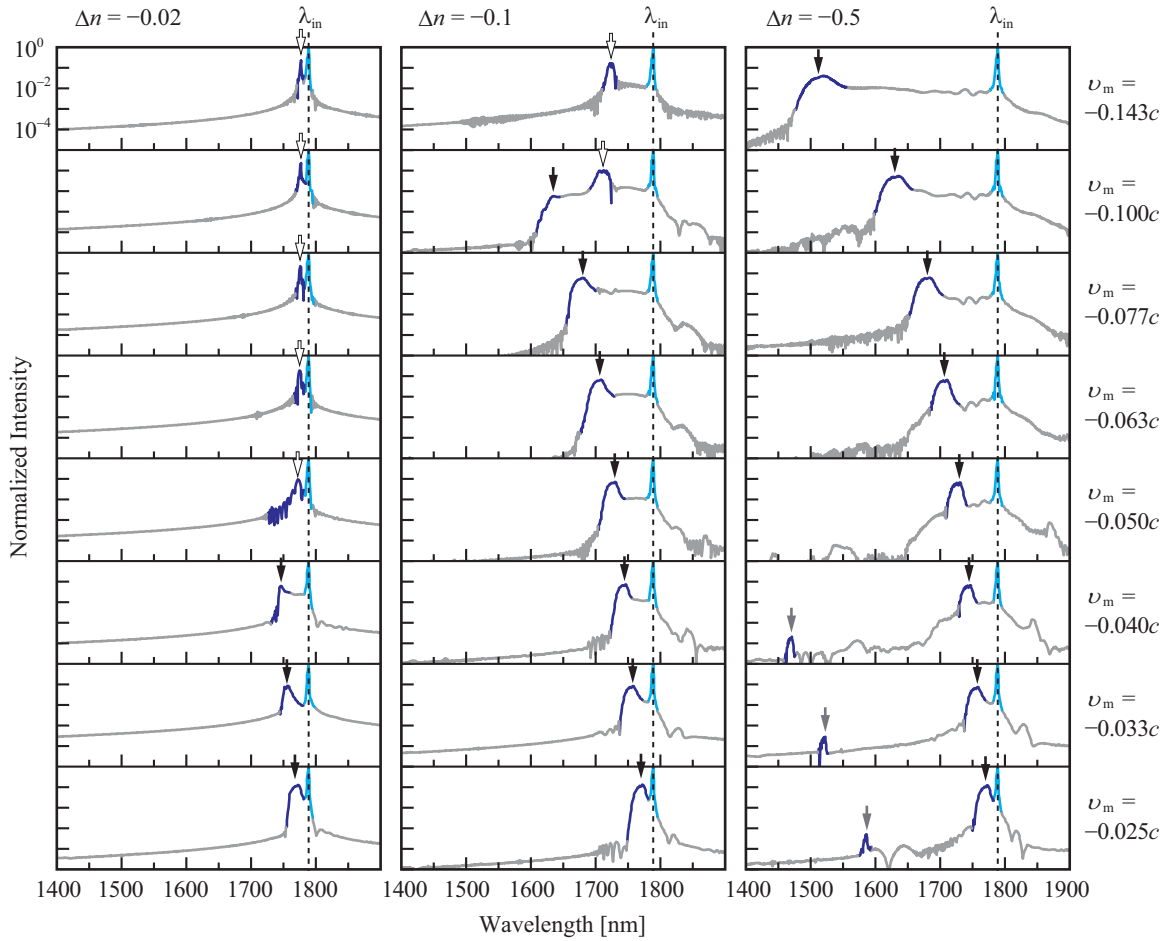 Δn = −0.02
λin
Δn = −0.1
λin
Δn = −0.5
λin
10^0
10^−2
10^−4
Normalized Intensity
υm =
−0.143c
υm =
−0.100c
υm =
−0.077c
υm =
−0.063c
υm =
−0.050c
υm =
−0.040c
υm =
−0.033c
υm =
−0.025c
1400 1500 1600 1700 1800 1400 1500 1600 1700 1800 1400 1500 1600 1700 1800 1900
Wavelength [nm]